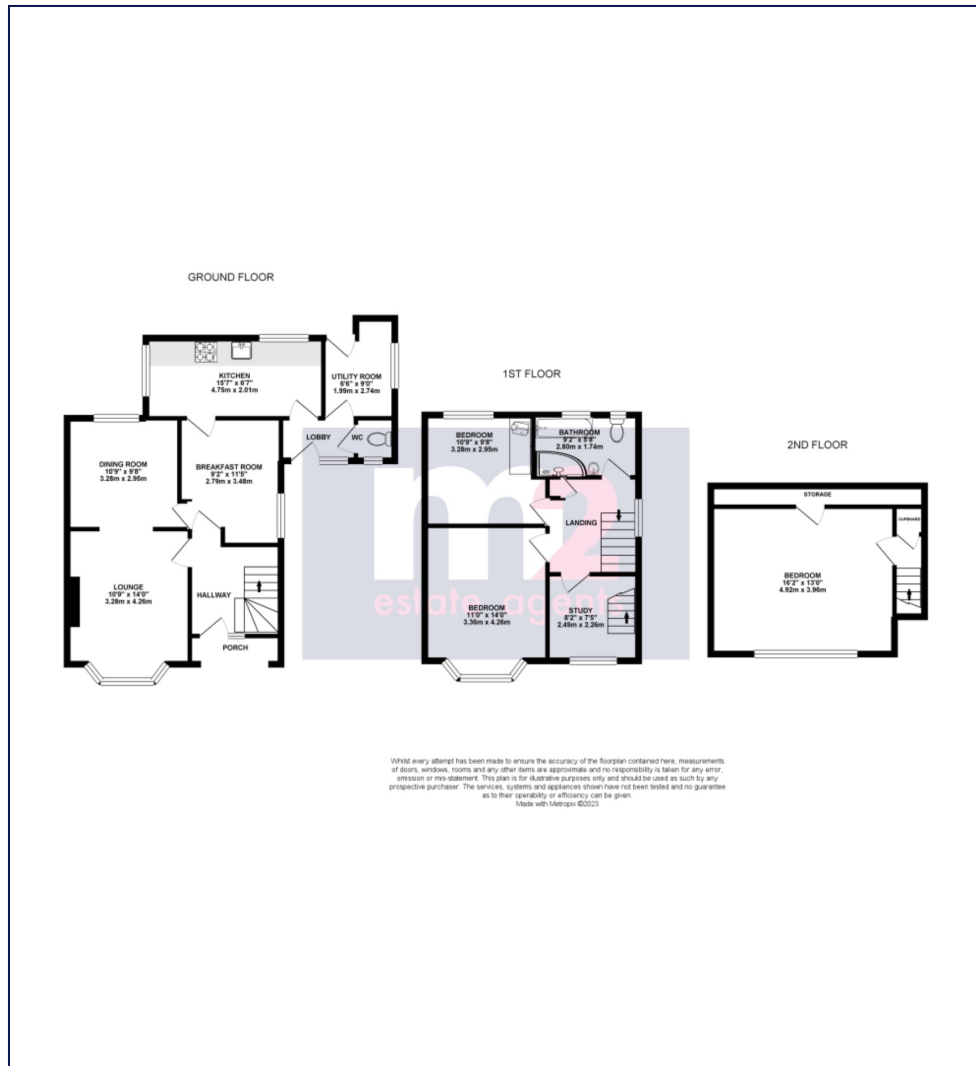 GROUND FLOOR
KITCHEN
15'7" x 6'7"
4.75m x 2.01m
UTILITY ROOM
6'6" x 9'0"
1.99m x 2.74m
LOBBY
WC
DINING ROOM
10'9" x 9'8"
3.28m x 2.95m
BREAKFAST ROOM
9'2" x 11'5"
2.79m x 3.48m
LOUNGE
10'9" x 14'0"
3.28m x 4.26m
HALLWAY
PORCH
1ST FLOOR
BEDROOM
10'9" x 9'8"
3.28m x 2.95m
BATHROOM
9'2" x 5'8"
2.80m x 1.74m
LANDING
BEDROOM
11'0" x 14'0"
3.36m x 4.26m
STUDY
8'2" x 7'5"
2.49m x 2.26m
2ND FLOOR
STORAGE
CUPBOARD
BEDROOM
16'2" x 13'0"
4.92m x 3.96m
m2
estate agents
Whilst every attempt has been made to ensure the accuracy of the floorplan contained here, measurements
of doors, windows, rooms and any other items are approximate and no responsibility is taken for any error,
omission or mis-statement. This plan is for illustrative purposes only and should be used as such by any
prospective purchaser. The services, systems and appliances shown have not been tested and no guarantee
as to their operability or efficiency can be given.
Made with Metropix ©2023